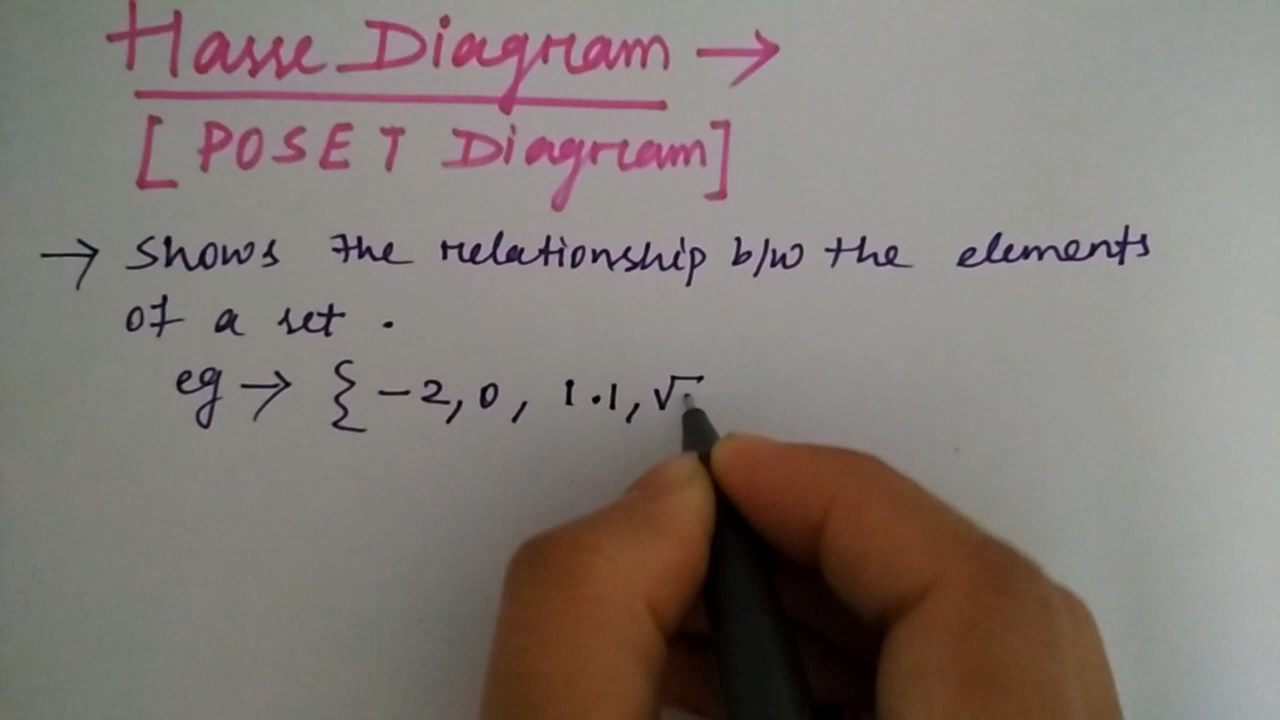 Hasse Diagram →
[POSET Diagram]
→ shows the relationship b/w the elements
of a set .
eg → { -2, 0, 1.1, √